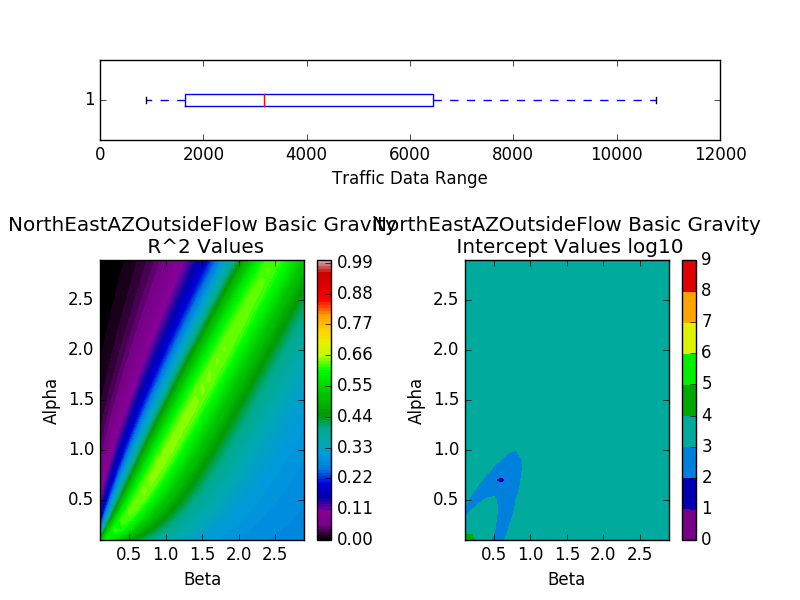 1
0 2000 4000 6000 8000 10000 12000
Traffic Data Range
NorthEastAZOutsideFlow Basic Gravity
R^2 Values
2.5
2.0
1.5
1.0
0.5
Alpha
0.5 1.0 1.5 2.0 2.5
Beta
0.99
0.88
0.77
0.66
0.55
0.44
0.33
0.22
0.11
0.00
NorthEastAZOutsideFlow Basic Gravity
Intercept Values log10
2.5
2.0
1.5
1.0
0.5
Alpha
0.5 1.0 1.5 2.0 2.5
Beta
9
8
7
6
5
4
3
2
1
0